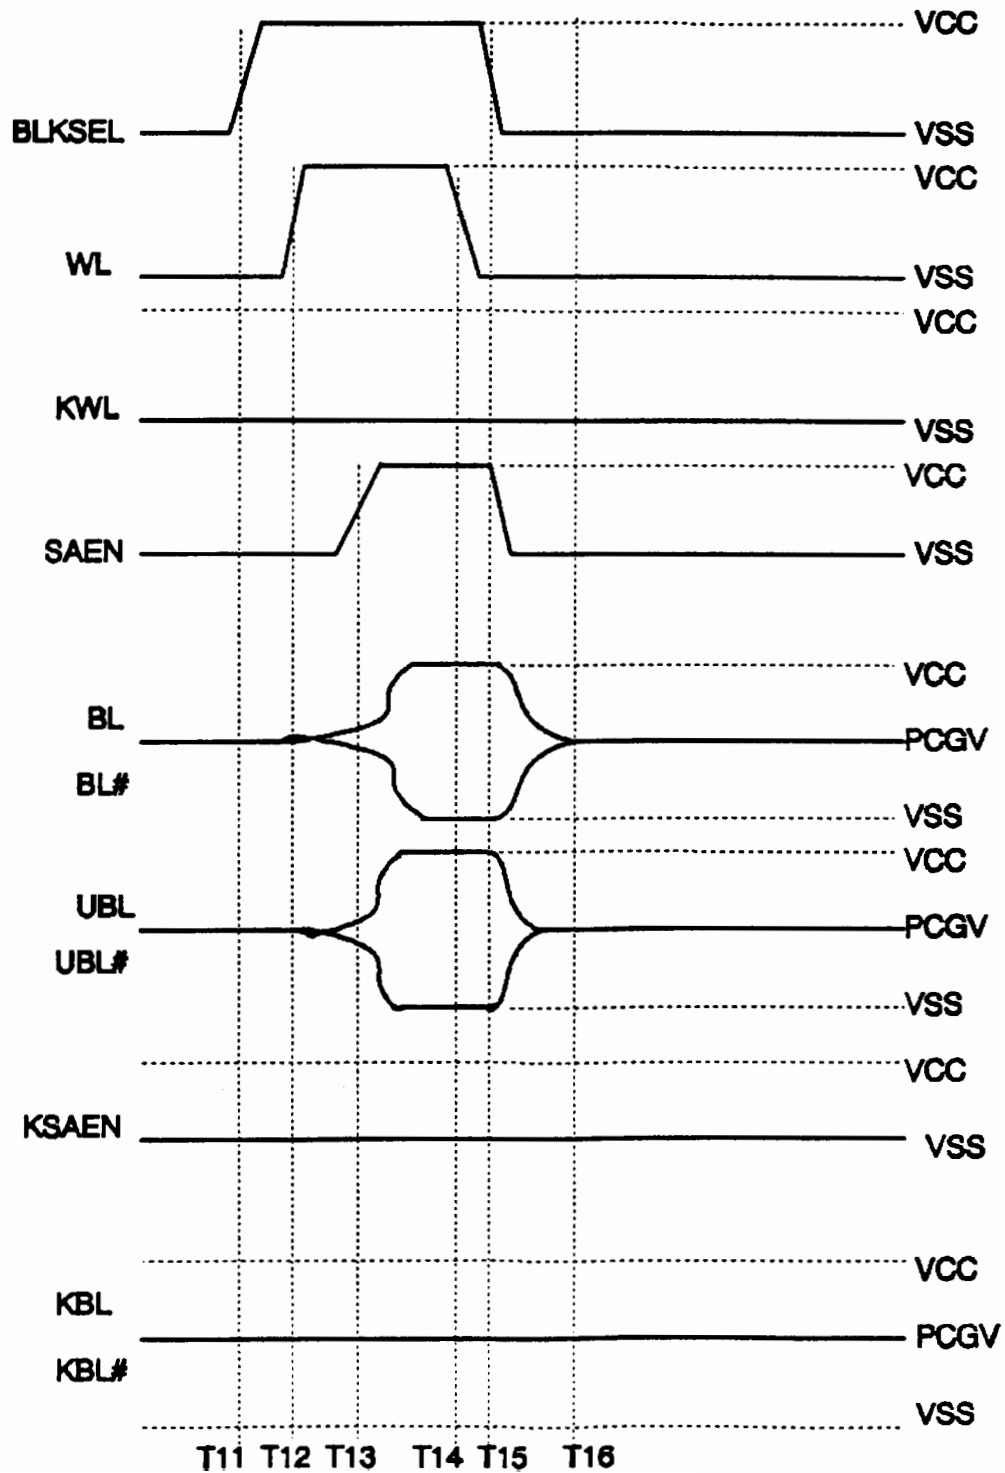 VCC
BLKSEL
VSS
VCC
WL
VSS
VCC
KWL
VSS
VCC
SAEN
VSS
VCC
BL
PCGV
BL#
VSS
VCC
UBL
PCGV
UBL#
VSS
VCC
KSAEN
VSS
VCC
KBL
PCGV
KBL#
VSS
T11 T12 T13 T14 T15 T16